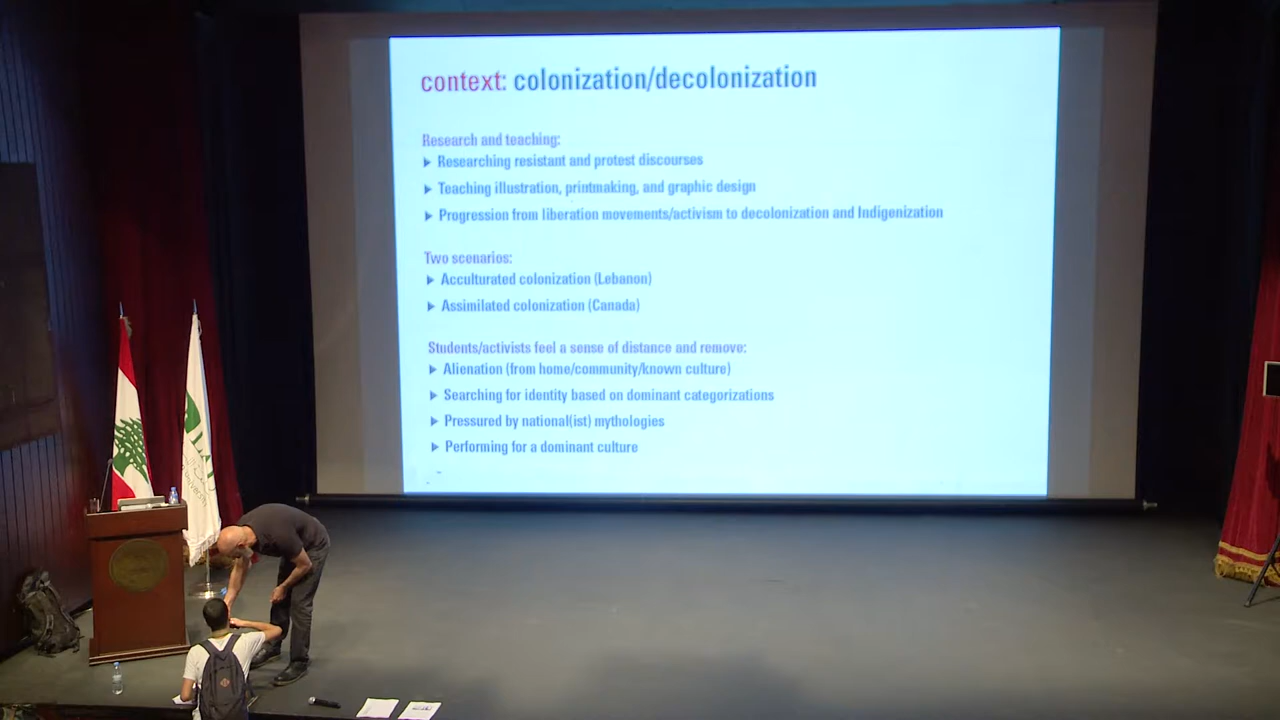 context: colonization/decolonization
Research and teaching:
Researching resistant and protest discourses
Teaching illustration, printmaking, and graphic design
Progression from liberation movements/activism to decolonization and Indigenization
Two scenarios:
Acculturated colonization (Lebanon)
Assimilated colonization (Canada)
Students/activists feel a sense of distance and remove:
Alienation (from home/community/known culture)
Searching for identity based on dominant categorizations
Pressured by national(ist) mythologies
Performing for a dominant culture